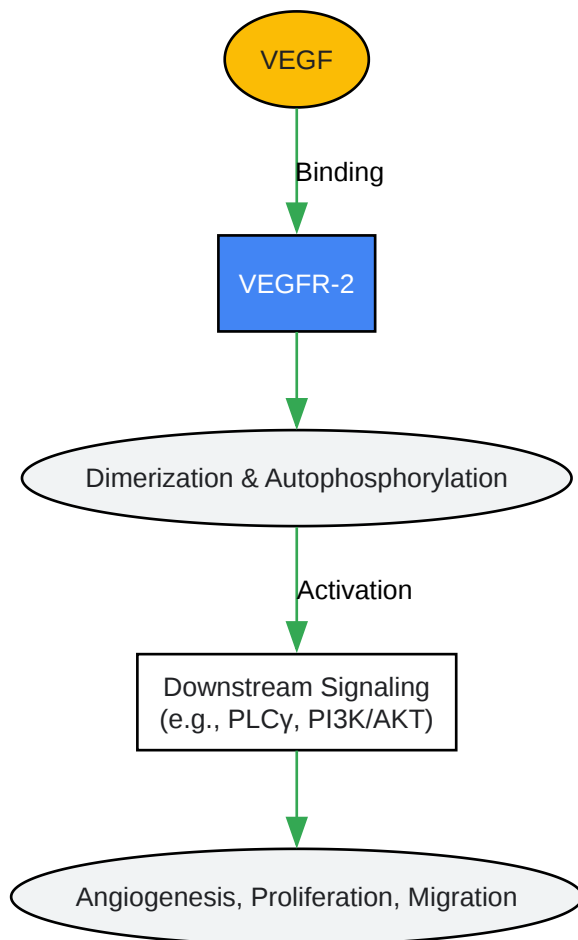 VEGF
Binding
VEGFR-2
Dimerization & Autophosphorylation
Activation
Downstream Signaling
(e.g., PLCγ, PI3K/AKT)
Angiogenesis, Proliferation, Migration